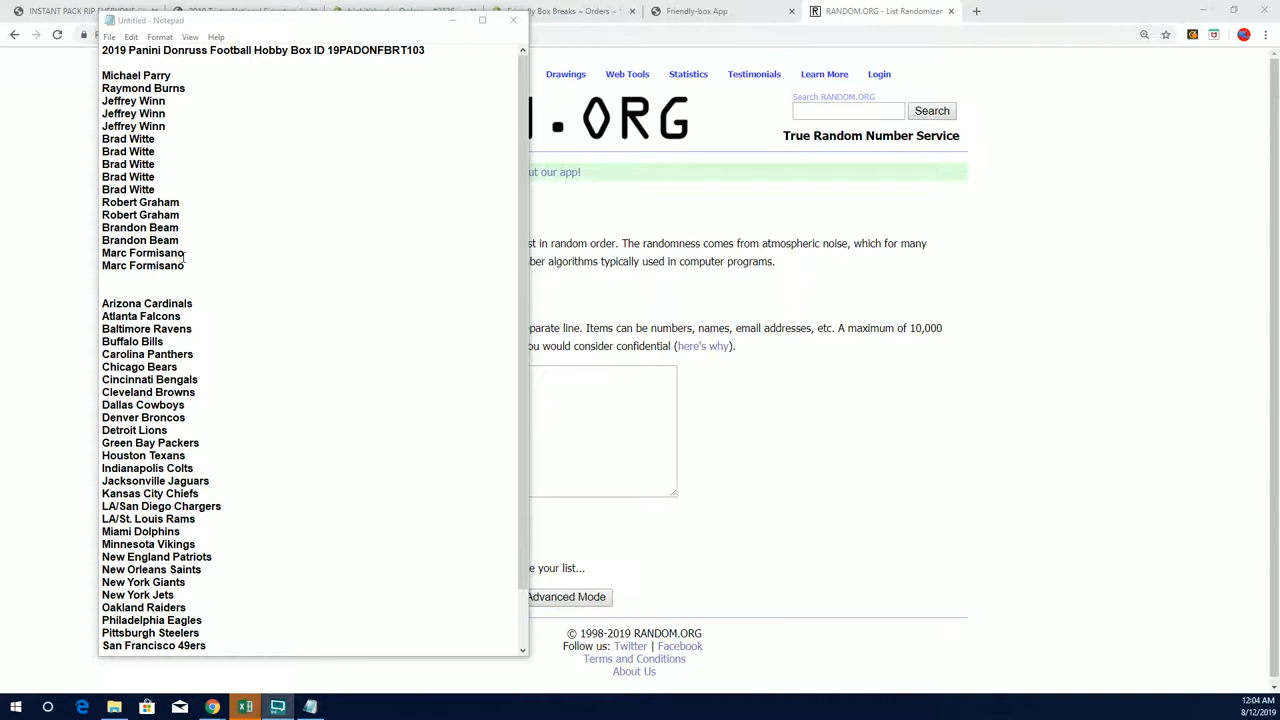 INSTANT PACK RIP
Friendly Box Breaks ~ Orders ~
Friendly-box App
RANDOM.ORG - List Randomizer
Untitled - Notepad
File Edit Format View Help
2019 Panini Donruss Football Hobby Box ID 19PADONFBRT103
Michael Parry
Raymond Burns
Jeffrey Winn
Jeffrey Winn
Jeffrey Winn
Brad Witte
Brad Witte
Brad Witte
Brad Witte
Brad Witte
Robert Graham
Robert Graham
Brandon Beam
Brandon Beam
Marc Formisano
Marc Formisano
Arizona Cardinals
Atlanta Falcons
Baltimore Ravens
Buffalo Bills
Carolina Panthers
Chicago Bears
Cincinnati Bengals
Cleveland Browns
Dallas Cowboys
Denver Broncos
Detroit Lions
Green Bay Packers
Houston Texans
Indianapolis Colts
Jacksonville Jaguars
Kansas City Chiefs
LA/San Diego Chargers
LA/St. Louis Rams
Miami Dolphins
Minnesota Vikings
New England Patriots
New Orleans Saints
New York Giants
New York Jets
Oakland Raiders
Philadelphia Eagles
Pittsburgh Steelers
San Francisco 49ers
Drawings Web Tools Statistics Testimonials Learn More Login
Search RANDOM.ORG
Search
.ORG
True Random Number Service
out our app!
st in random order. The randomness comes from atmospheric noise, which for many
ber algorithms typically used in computer programs.
eparate line. Items can be numbers, names, email addresses, etc. A maximum of 10,000
ou would consider confidential (here's why).
e your list...
Advanced Mode
© 1998-2019 RANDOM.ORG
Follow us: Twitter | Facebook
Terms and Conditions
About Us
12:04 AM
8/12/2019